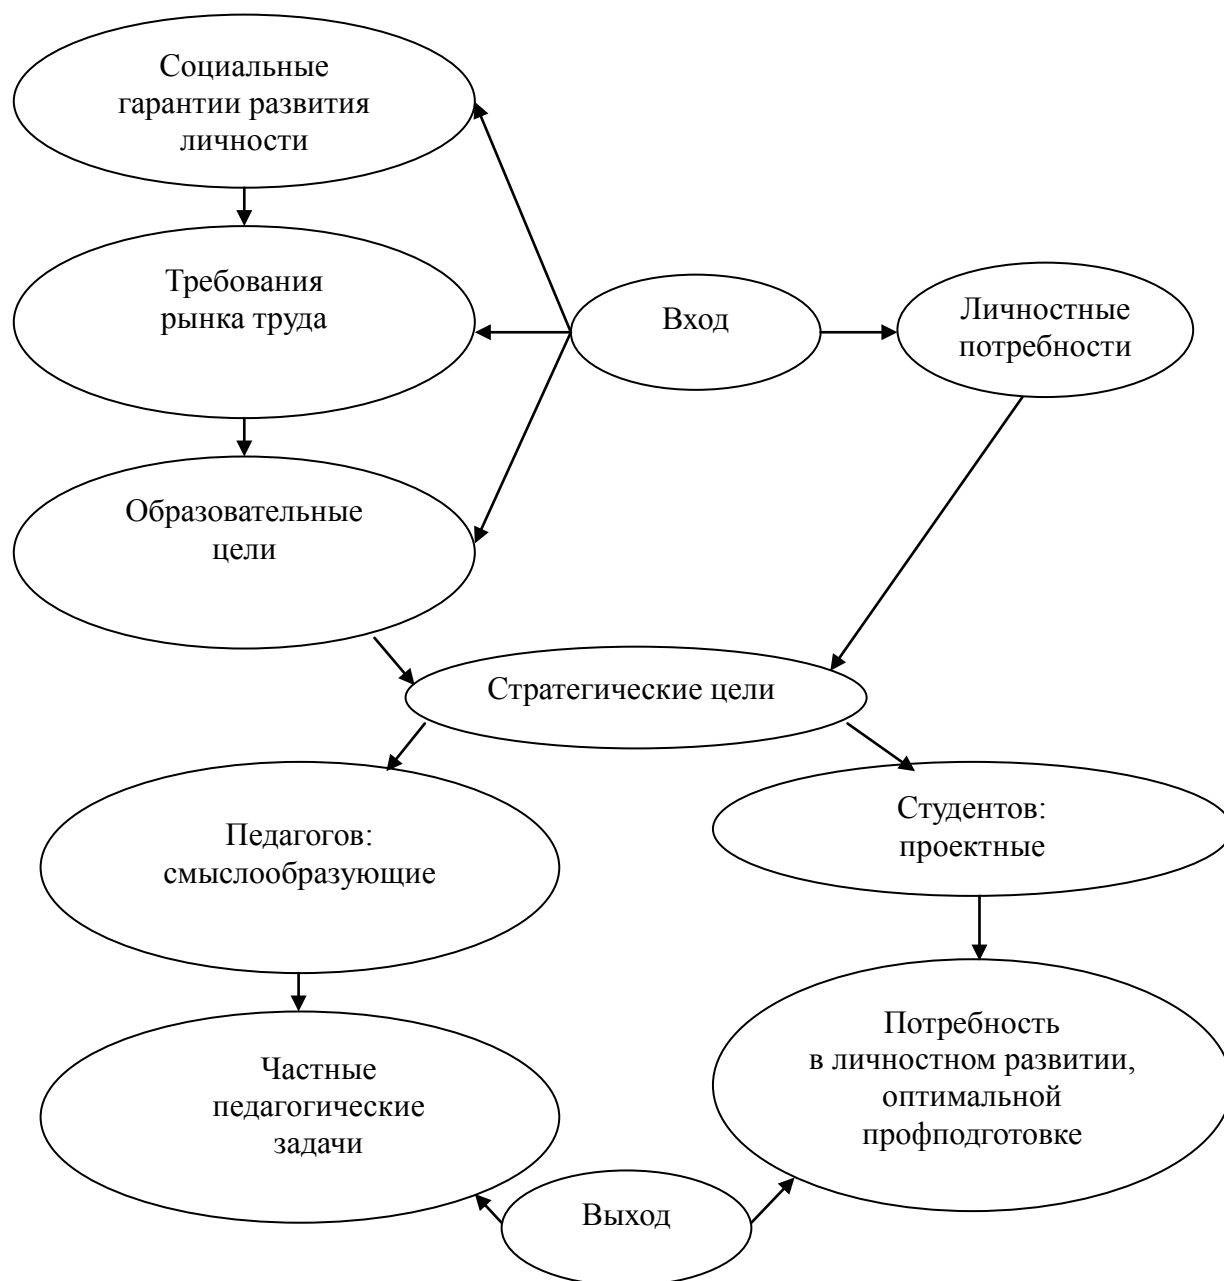 Социальные
гарантии развития
личности
Требования
рынка труда
Вход
Личностные
потребности
Образовательные
цели
Стратегические цели
Педагогов:
смыслообразующие
Студентов:
проектные
Частные
педагогические
задачи
Потребность
в личностном развитии,
оптимальной
профподготовке
Выход